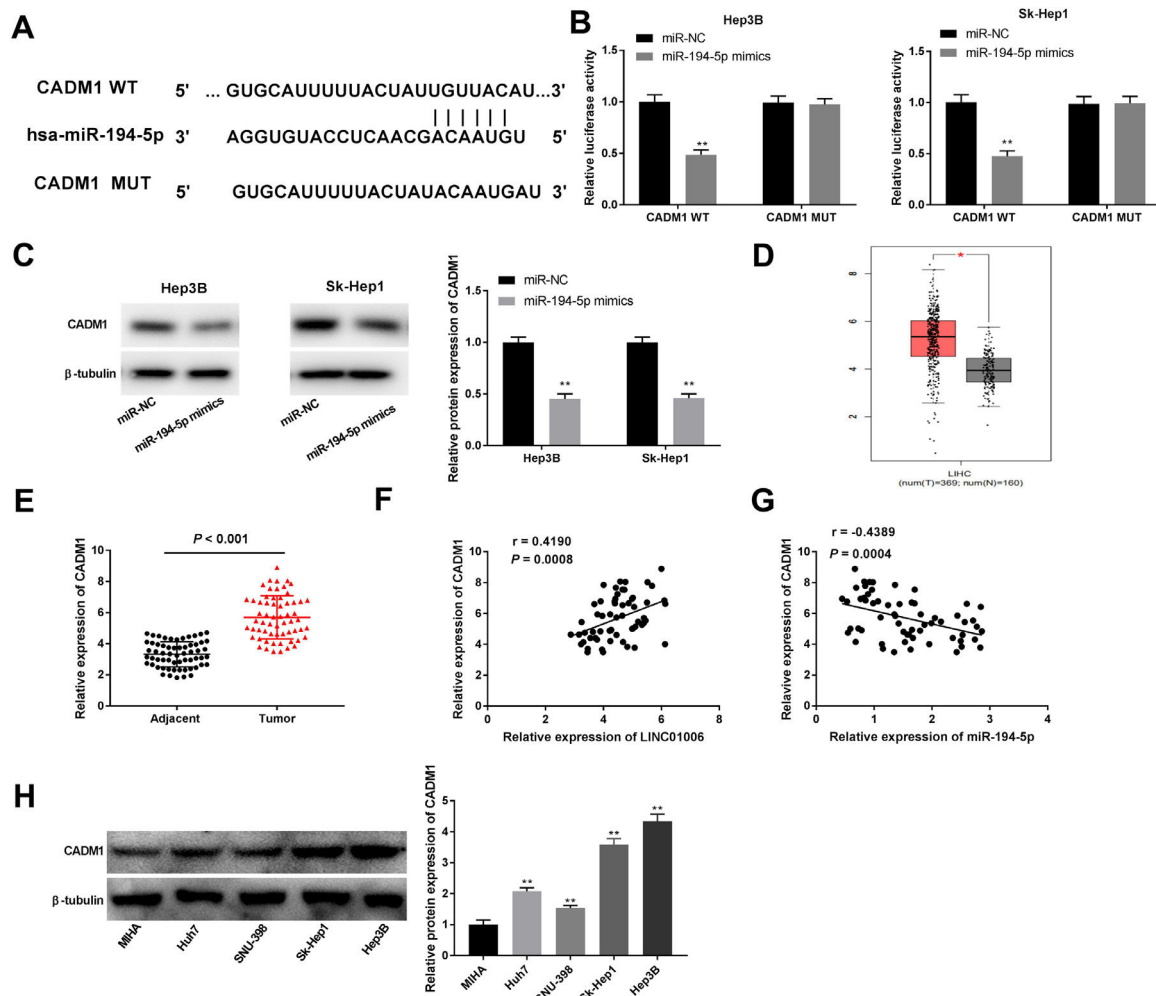 A
CADM1 WT 5' ... GUGCAUUUUUACUAUUGUUACAU...3'
hsa-miR-194-5p 3' AGGUGUACCUCAACGACAAUGU 5'
CADM1 MUT 5' GUGCAUUUUUACUAUACAAUGAU 3'
B
Hep3B
miR-NC
miR-194-5p mimics
Relative luciferase activity
1.5
1.0
0.5
0.0
**
CADM1 WT
CADM1 MUT
Sk-Hep1
miR-NC
miR-194-5p mimics
Relative luciferase activity
1.5
1.0
0.5
0.0
**
CADM1 WT
CADM1 MUT
C
Hep3B
Sk-Hep1
CADM1
β-tubulin
miR-NC
miR-194-5p mimics
miR-NC
miR-194-5p mimics
miR-NC
miR-194-5p mimics
Relative protein expression of CADM1
1.5
1.0
0.5
0.0
**
**
Hep3B
Sk-Hep1
D
*
8
6
4
2
LIHC
(num(T)=369; num(N)=160)
E
P < 0.001
Relative expression of CADM1
10
8
6
4
2
0
Adjacent
Tumor
F
r = 0.4190
P = 0.0008
Relative expression of CADM1
10
8
6
4
2
0
0 2 4 6 8
Relative expression of LINC01006
G
r = -0.4389
P = 0.0004
Relavive expression of CADM1
10
8
6
4
2
0
0 1 2 3 4
Relative expression of miR-194-5p
H
CADM1
β-tubulin
MIHA
Huh7
SNU-398
Sk-Hep1
Hep3B
Relative protein expression of CADM1
5
4
3
2
1
0
**
**
**
**
MIHA
Huh7
SNU-398
Sk-Hep1
Hep3B